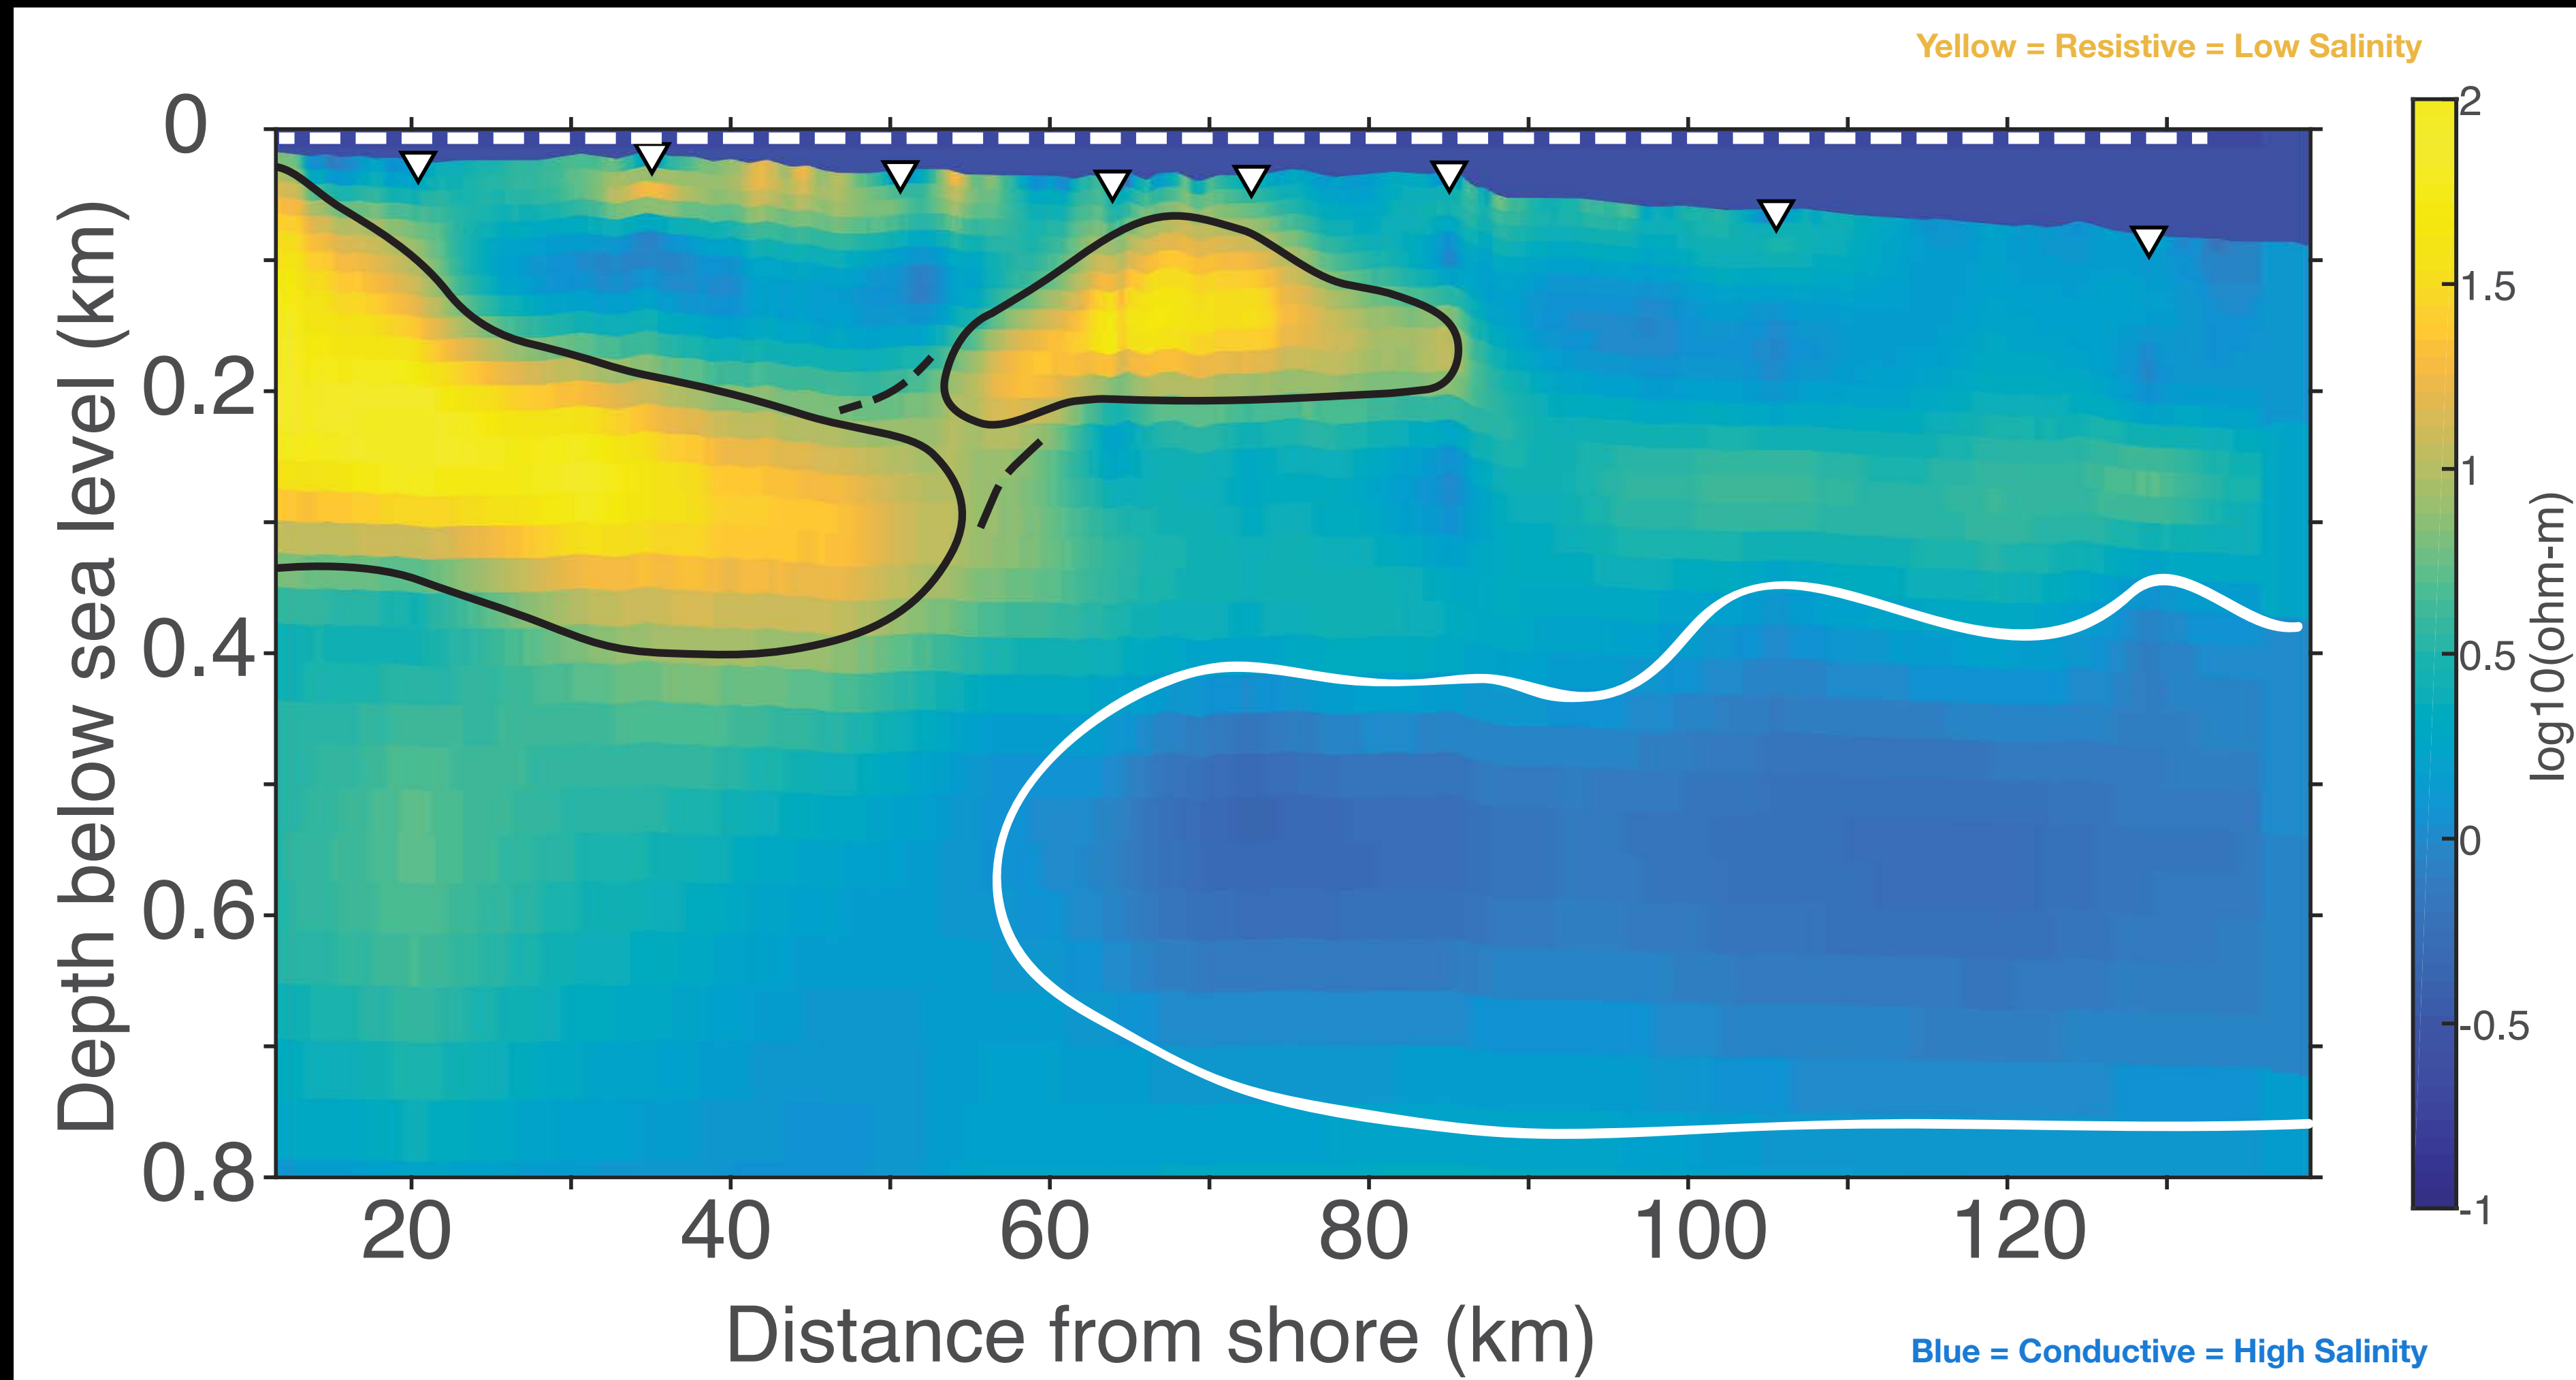 Yellow = Resistive = Low Salinity
0
0.2
0.4
0.6
0.8
Depth below sea level (km)
20 40 60 80 100 120
Distance from shore (km)
2
1.5
1
0.5
0
-0.5
-1
log10(ohm-m)
Blue = Conductive = High Salinity